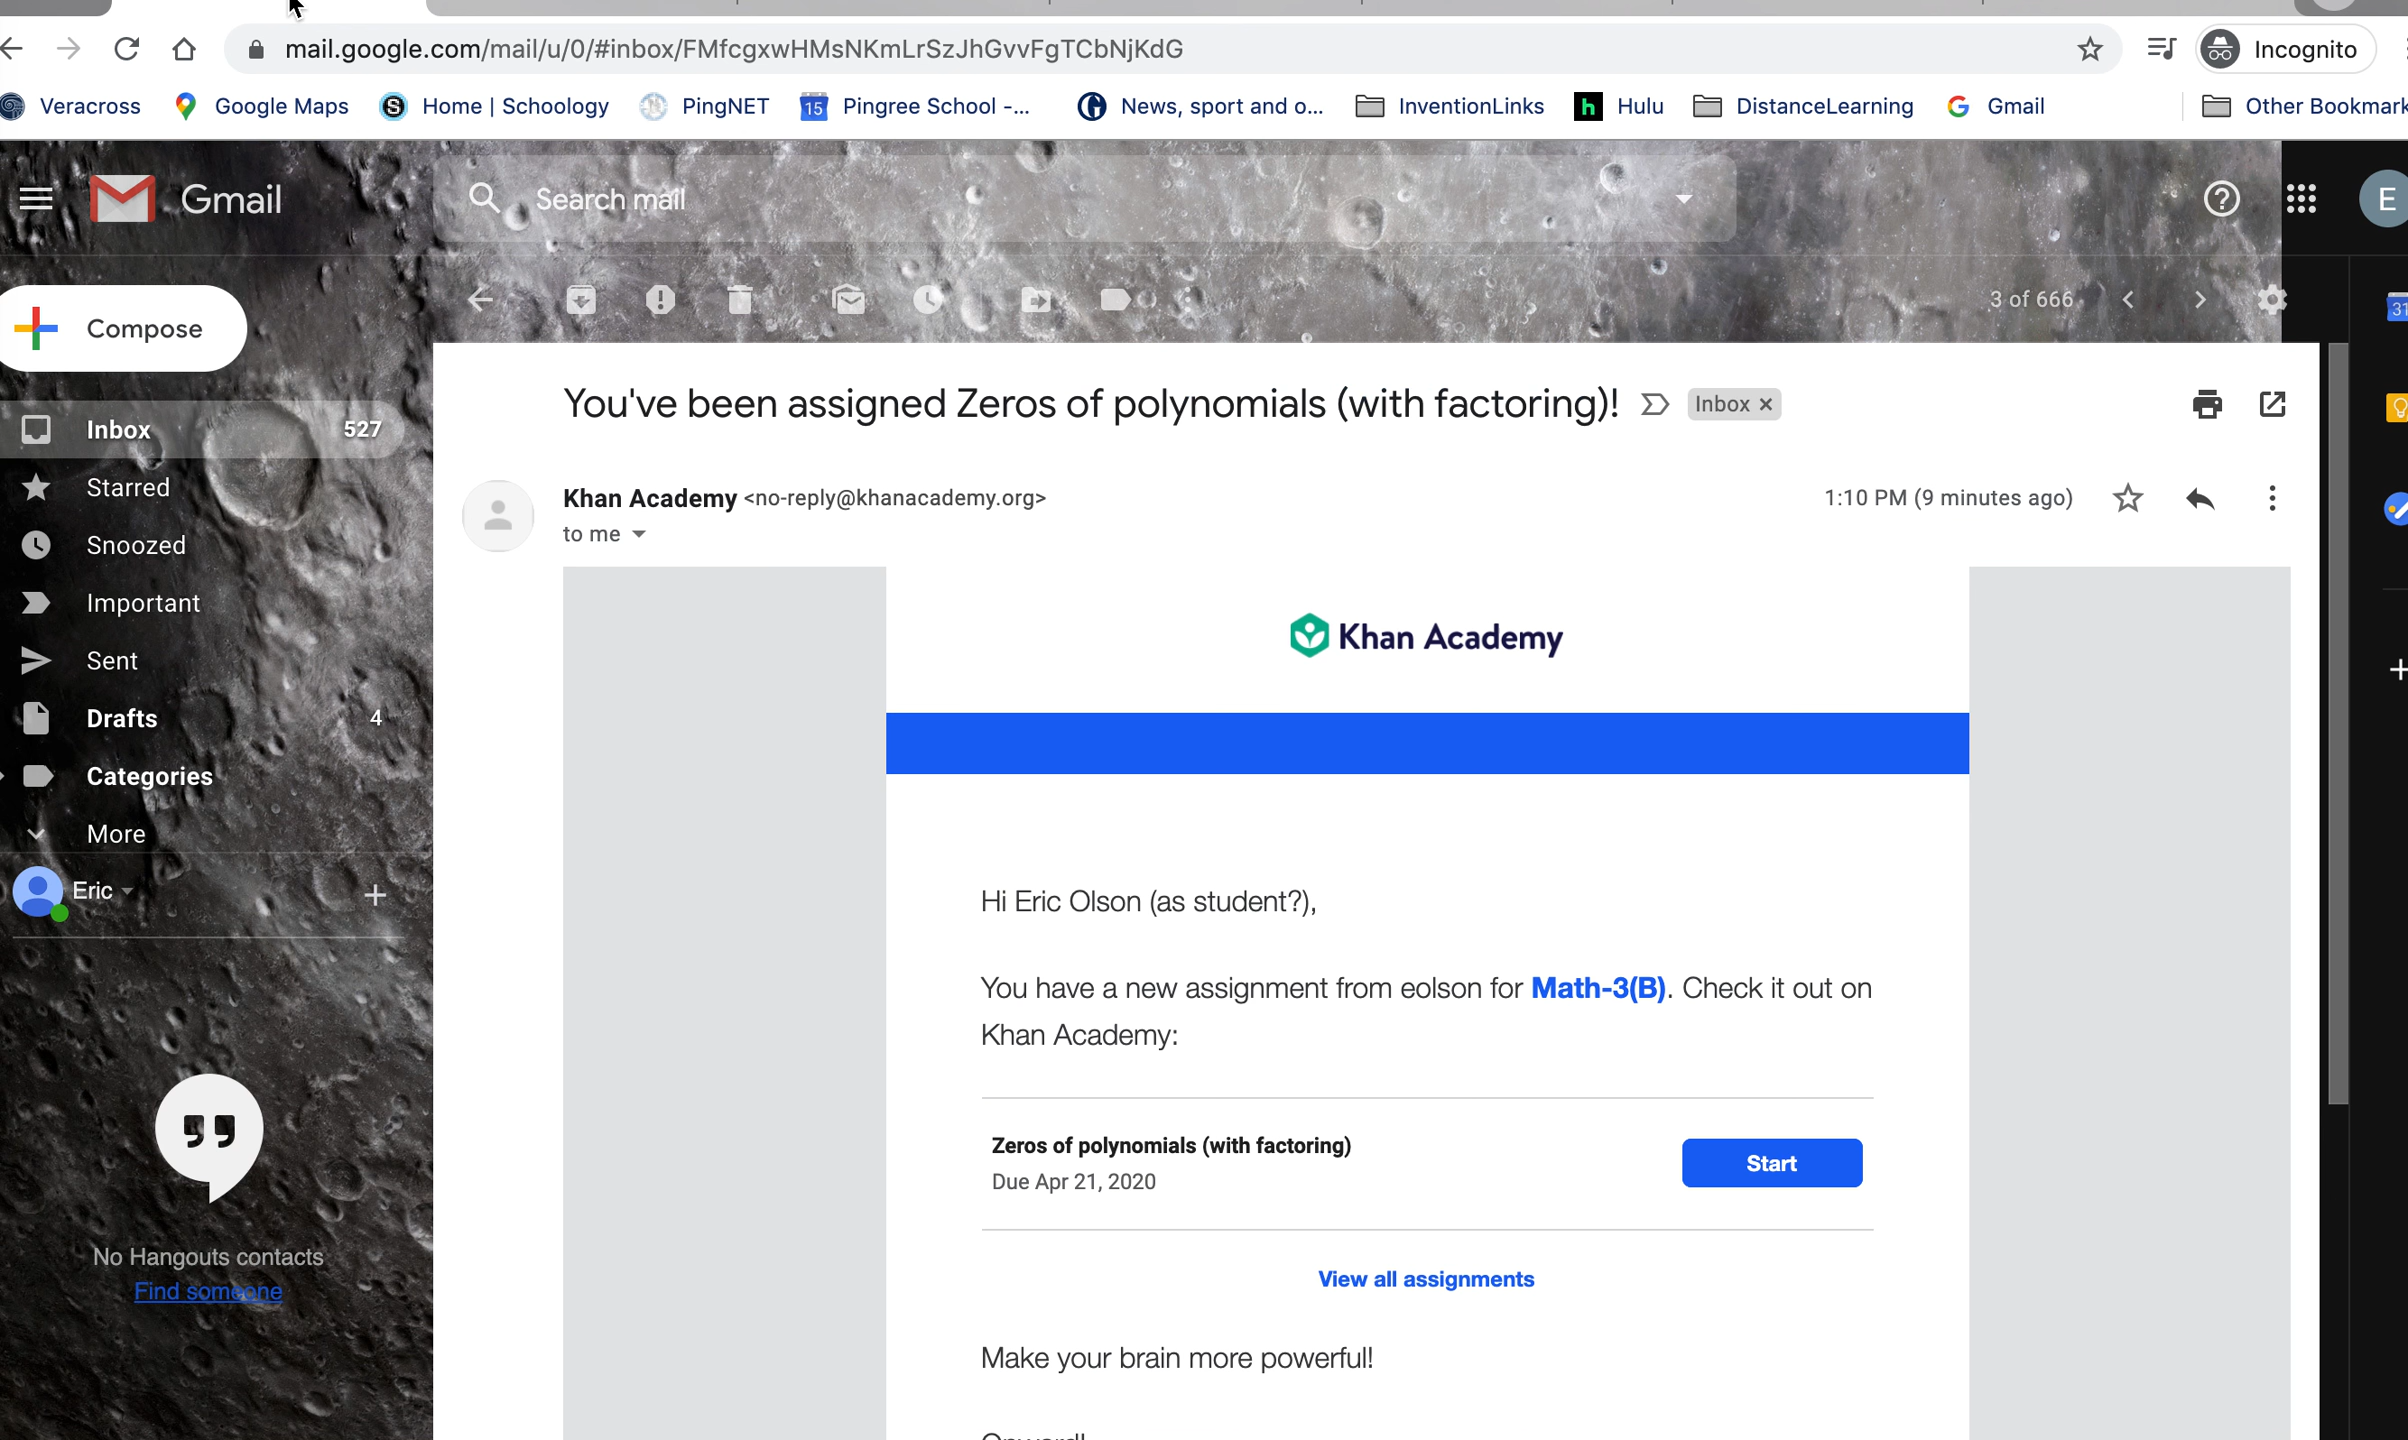 mail.google.com/mail/u/0/#inbox/FMfcgxwHMsNKmLrSzJhGvvFgTCbNjKdG
Incognito
Veracross
Google Maps
Home | Schoology
PingNET
15
Pingree School -...
News, sport and o...
InventionLinks
h
Hulu
DistanceLearning
Gmail
Other Bookmark
Gmail
Search mail
E
Compose
3 of 666
31
You've been assigned Zeros of polynomials (with factoring)!
Inbox ×
Inbox
527
Starred
Snoozed
Important
Sent
Drafts
4
Categories
More
Eric
Khan Academy <no-reply@khanacademy.org>
1:10 PM (9 minutes ago)
to me
Khan Academy
Hi Eric Olson (as student?),
You have a new assignment from eolson for Math-3(B). Check it out on
Khan Academy:
Zeros of polynomials (with factoring)
Due Apr 21, 2020
Start
View all assignments
Make your brain more powerful!
No Hangouts contacts
Find someone